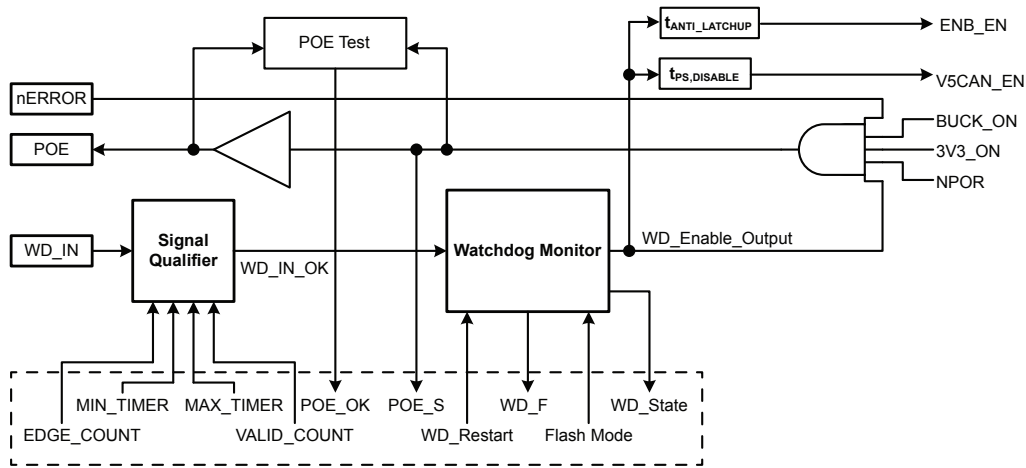 tANTI_LATCHUP
ENB_EN
POE Test
tPS,DISABLE
V5CAN_EN
nERROR
BUCK_ON
POE
3V3_ON
NPOR
Signal
Qualifier
Watchdog Monitor
WD_Enable_Output
WD_IN
WD_IN_OK
MIN_TIMER
MAX_TIMER
POE_OK
POE_S
WD_F
WD_State
EDGE_COUNT
VALID_COUNT
WD_Restart
Flash Mode